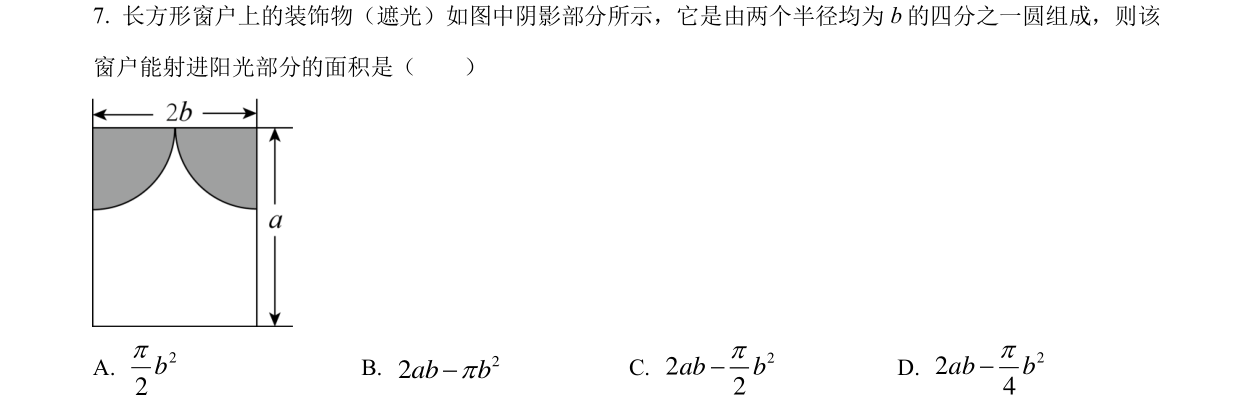 7. 长方形窗户上的装饰物（遮光）如图中阴影部分所示，它是由两个半径均为 b 的四分之一圆组成，则该
窗户能射进阳光部分的面积是（　　）
2b
a
A. \frac{π}{2}b² B. 2ab−πb² C. 2ab−\frac{π}{2}b² D. 2ab−\frac{π}{4}b²